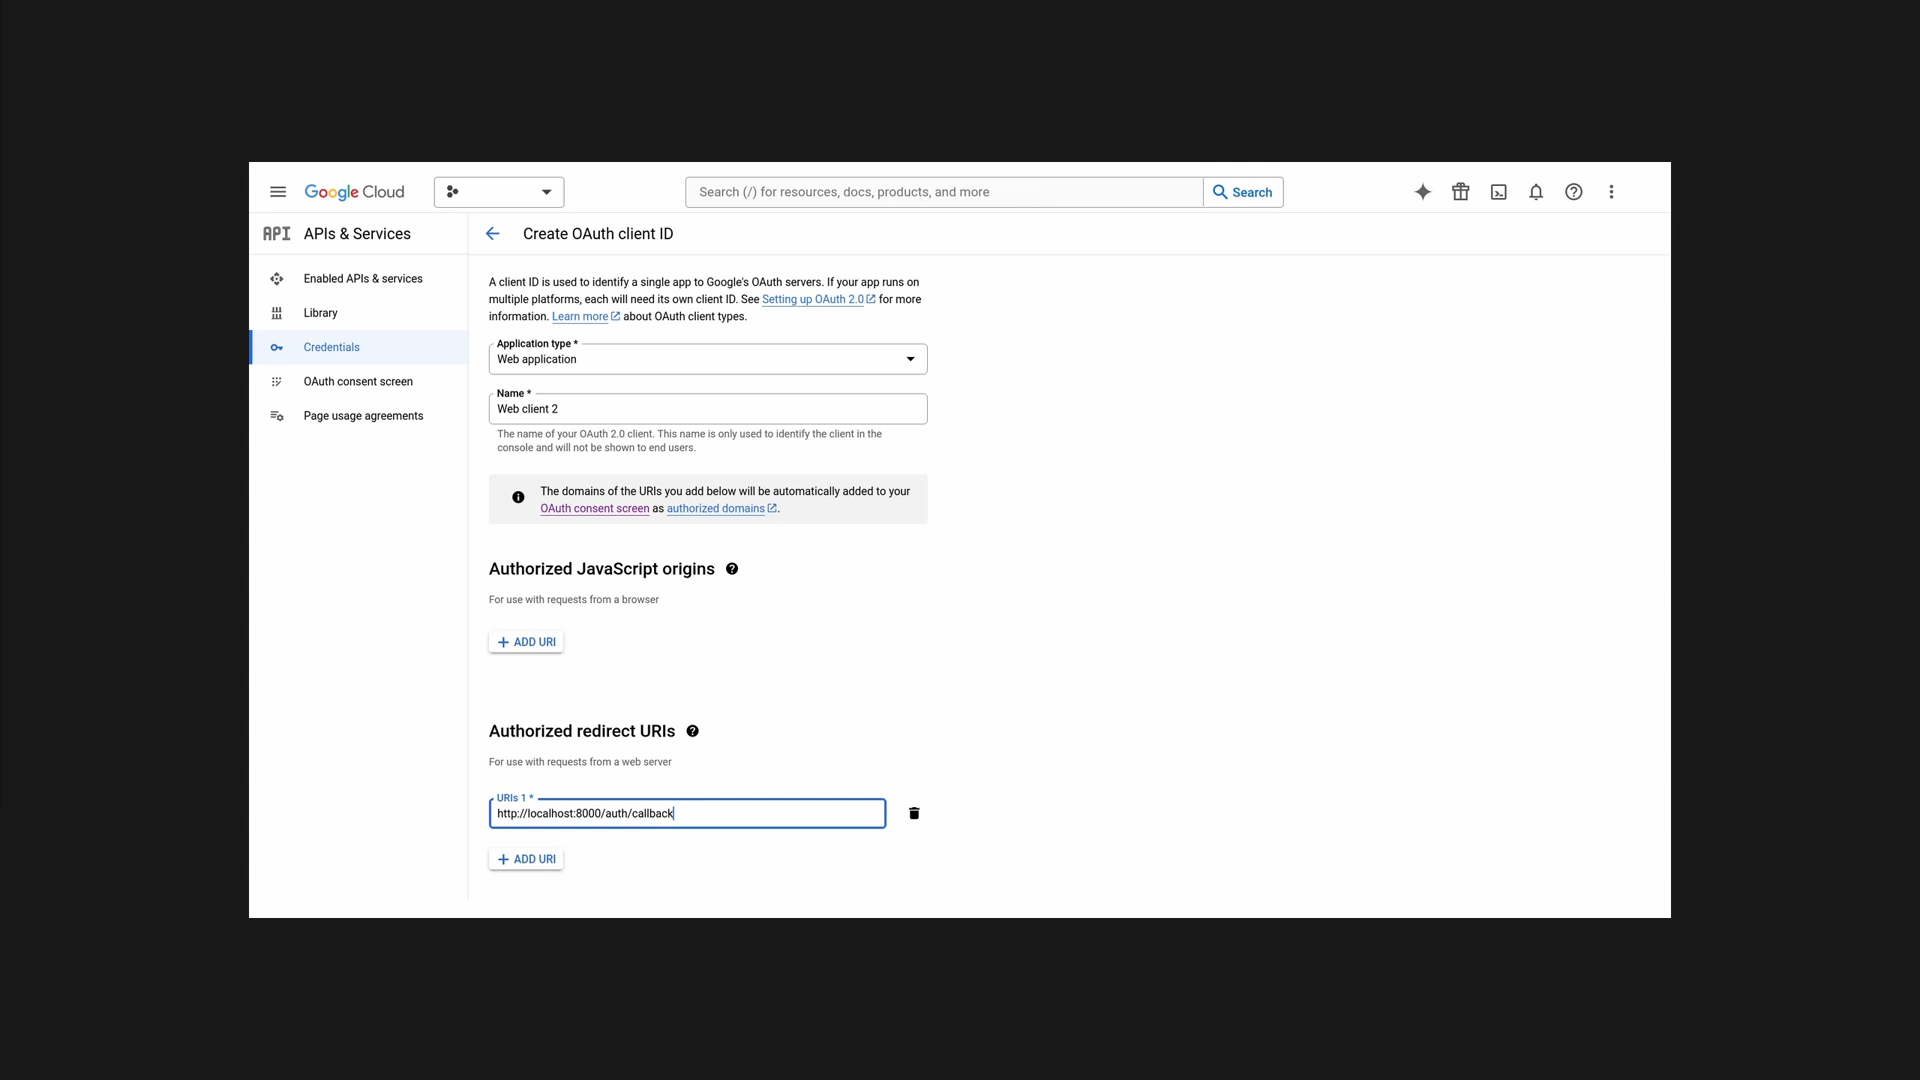 Google Cloud
Search (/) for resources, docs, products, and more
Search
API APIs & Services
Create OAuth client ID
Enabled APIs & services
Library
Credentials
OAuth consent screen
Page usage agreements
A client ID is used to identify a single app to Google's OAuth servers. If your app runs on
multiple platforms, each will need its own client ID. See Setting up OAuth 2.0 for more
information. Learn more about OAuth client types.
Application type *
Web application
Name *
Web client 2
The name of your OAuth 2.0 client. This name is only used to identify the client in the
console and will not be shown to end users.
The domains of the URIs you add below will be automatically added to your
OAuth consent screen as authorized domains.
Authorized JavaScript origins
For use with requests from a browser
+ ADD URI
Authorized redirect URIs
For use with requests from a web server
URIs 1 *
http://localhost:8000/auth/callback
+ ADD URI